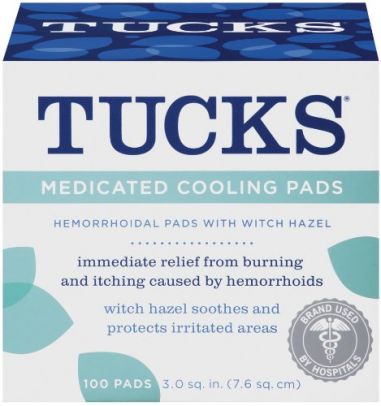 TUCKS
TUCKS®
MEDICATED COOLING PADS
HEMORRHOIDAL PADS WITH WITCH HAZEL
immediate relief from burning
and itching caused by hemorrhoids
witch hazel soothes and
protects irritated areas
BRAND USED
BY HOSPITALS
100 PADS 3.0 sq. in. (7.6 sq. cm)